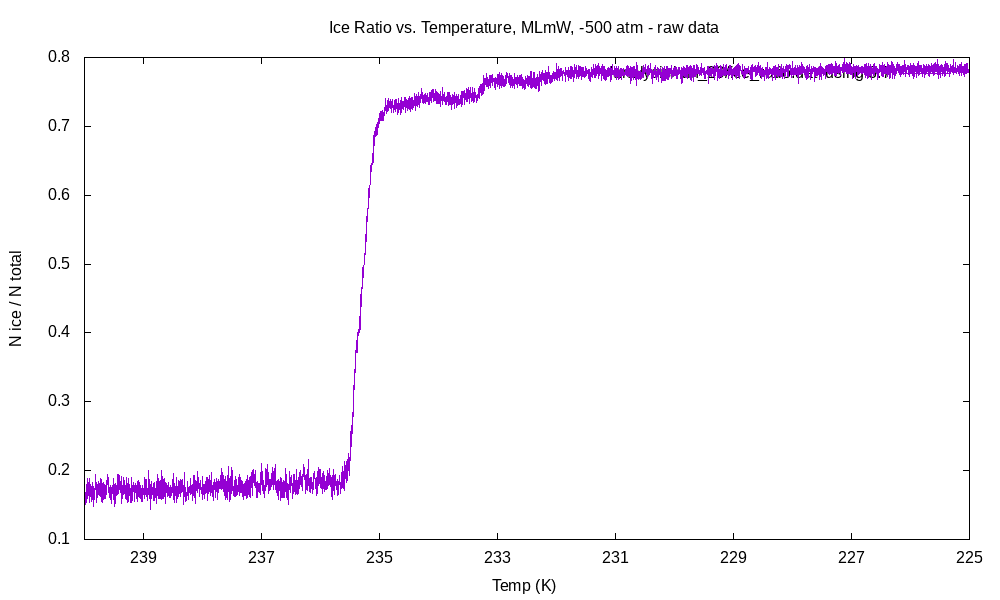 Ice Ratio vs. Temperature, MLmW, -500 atm - raw data
0.8
0.7
0.6
0.5
0.4
0.3
0.2
0.1
N ice / N total
239 237 235 233 231 229 227 225
Temp (K)